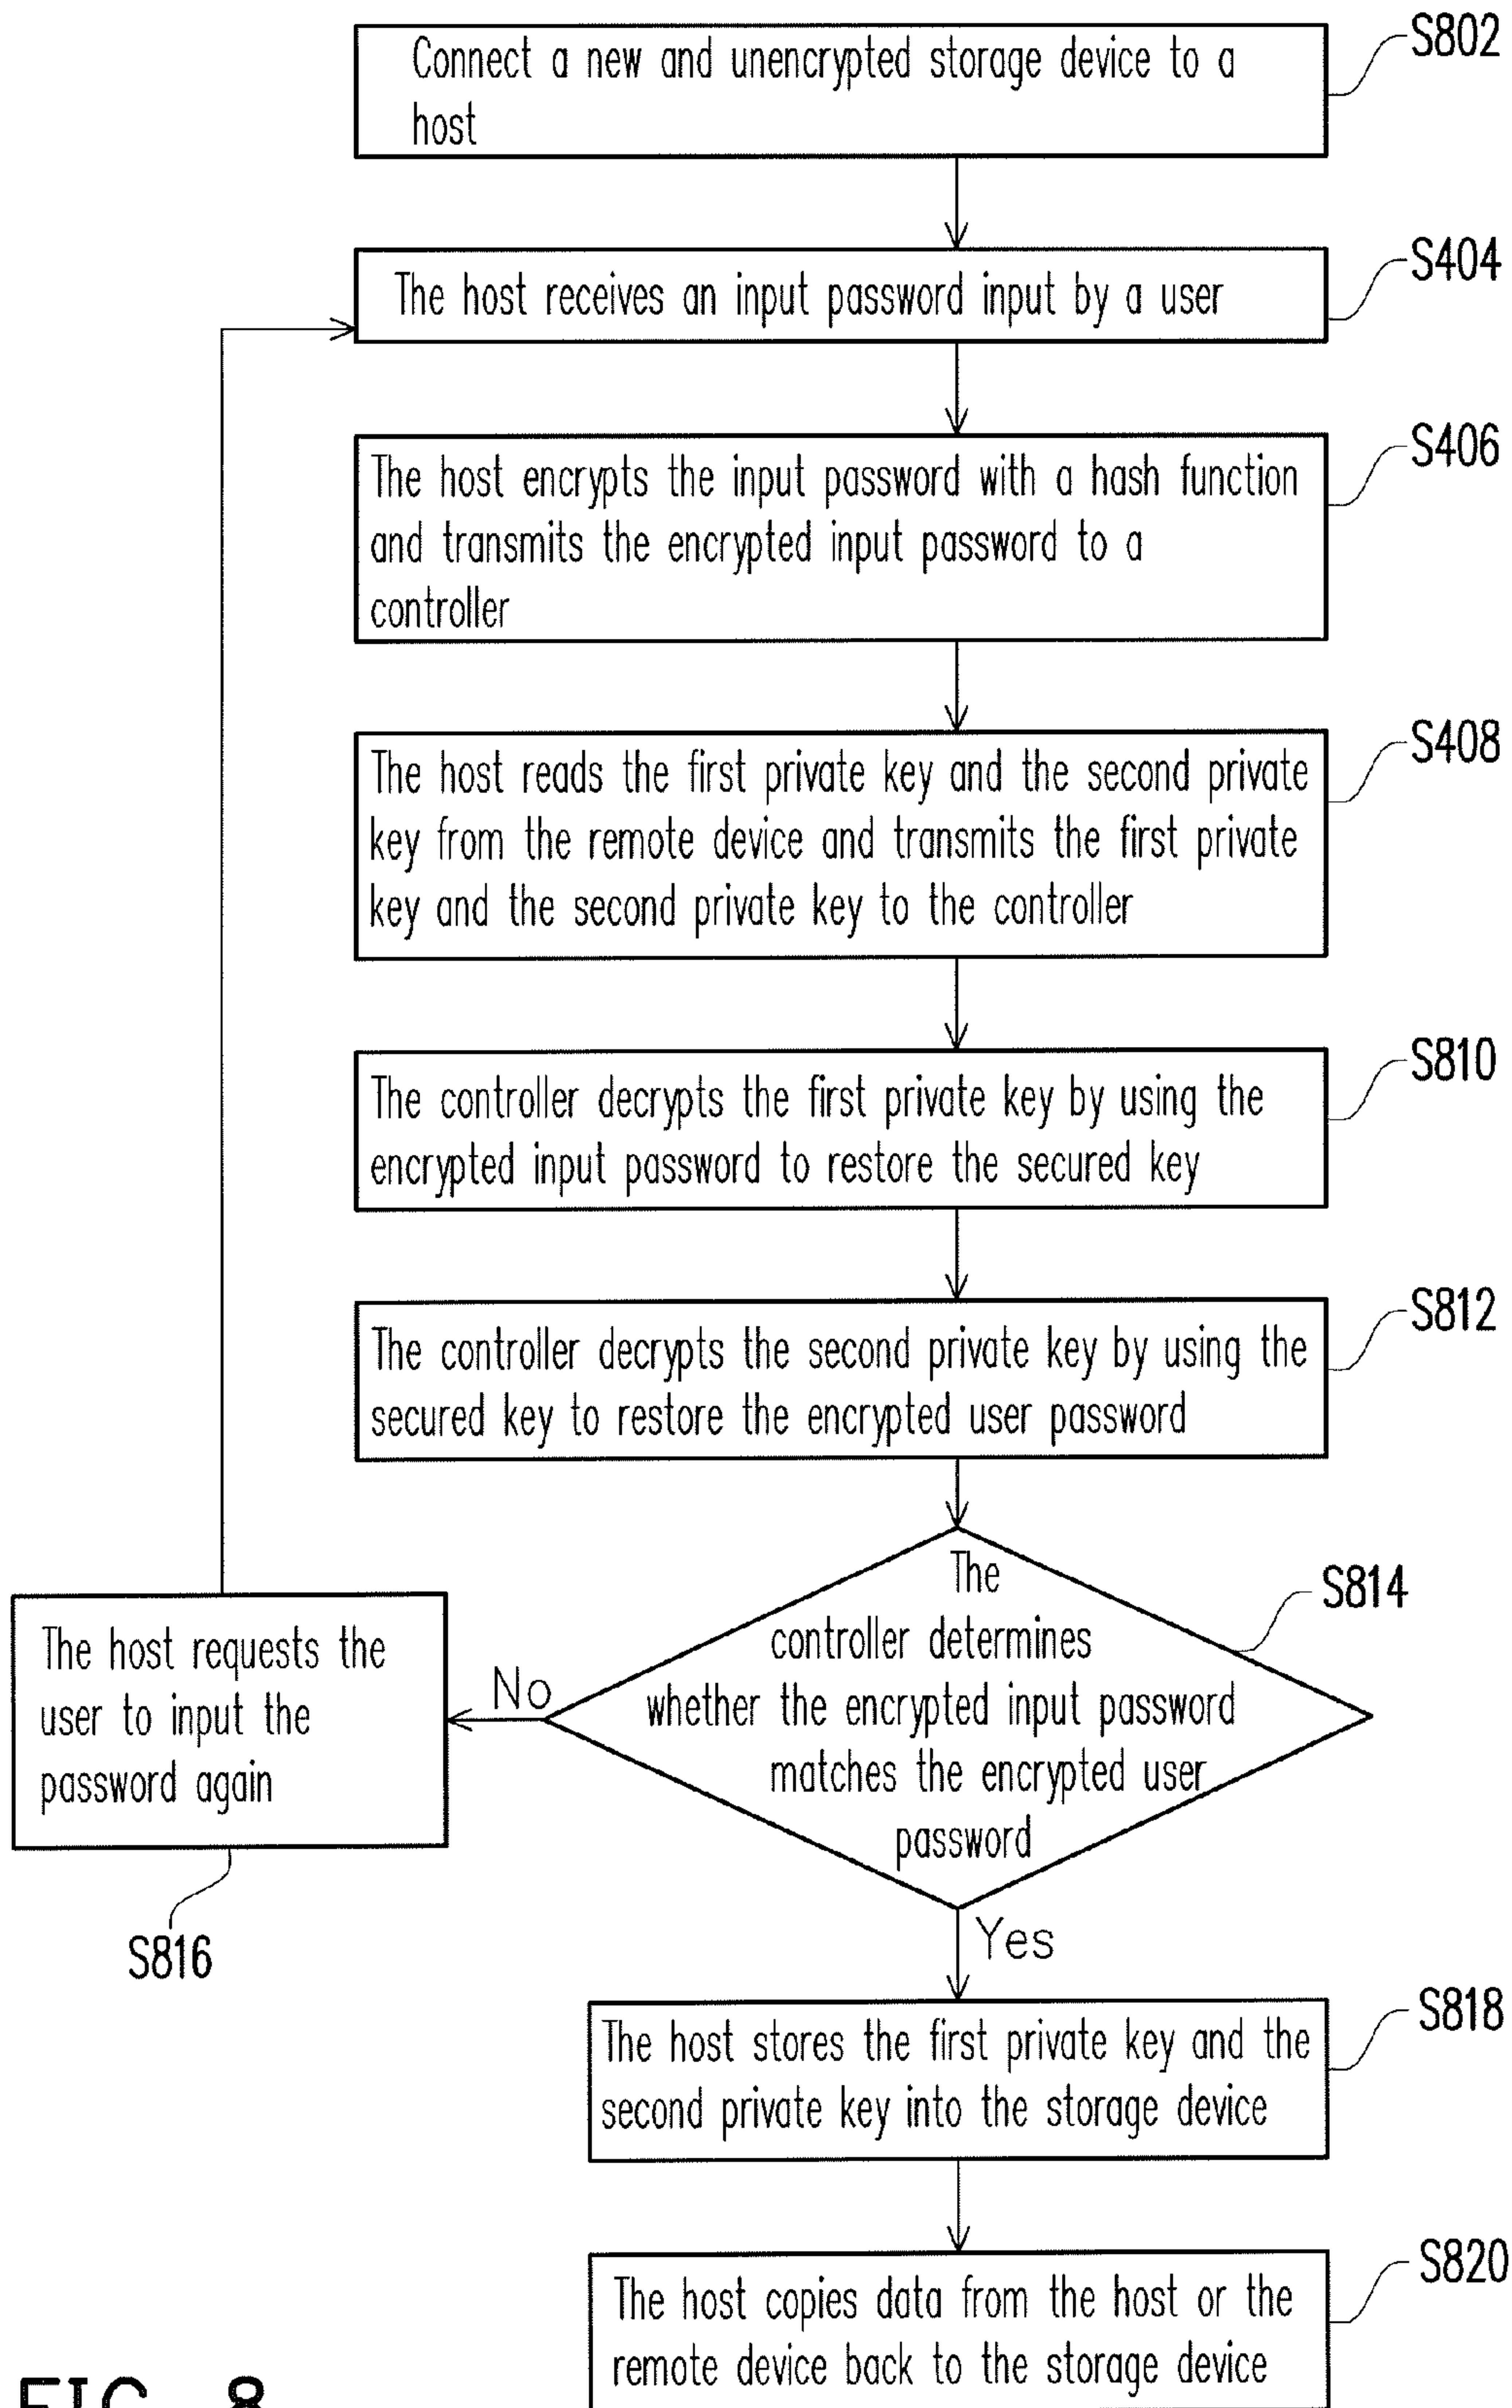 Connect a new and unencrypted storage device to a
host
S802
The host receives an input password input by a user
S404
The host encrypts the input password with a hash function
and transmits the encrypted input password to a
controller
S406
The host reads the first private key and the second private
key from the remote device and transmits the first private
key and the second private key to the controller
S408
The controller decrypts the first private key by using the
encrypted input password to restore the secured key
S810
The controller decrypts the second private key by using the
secured key to restore the encrypted user password
S812
The
controller determines
whether the encrypted input password
matches the encrypted user
password
S814
No
The host requests the
user to input the
password again
S816
Yes
The host stores the first private key and the
second private key into the storage device
S818
The host copies data from the host or the
remote device back to the storage device
S820
FIG. 8